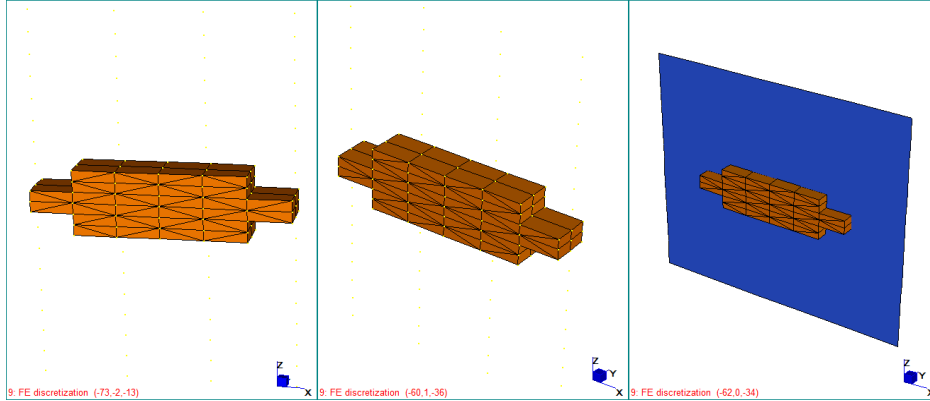 Z
X
9: FE discretization (-73,-2,-13)
Z
Y
X
9: FE discretization (-60,1,-36)
Z
Y
X
9: FE discretization (-62,0,-34)